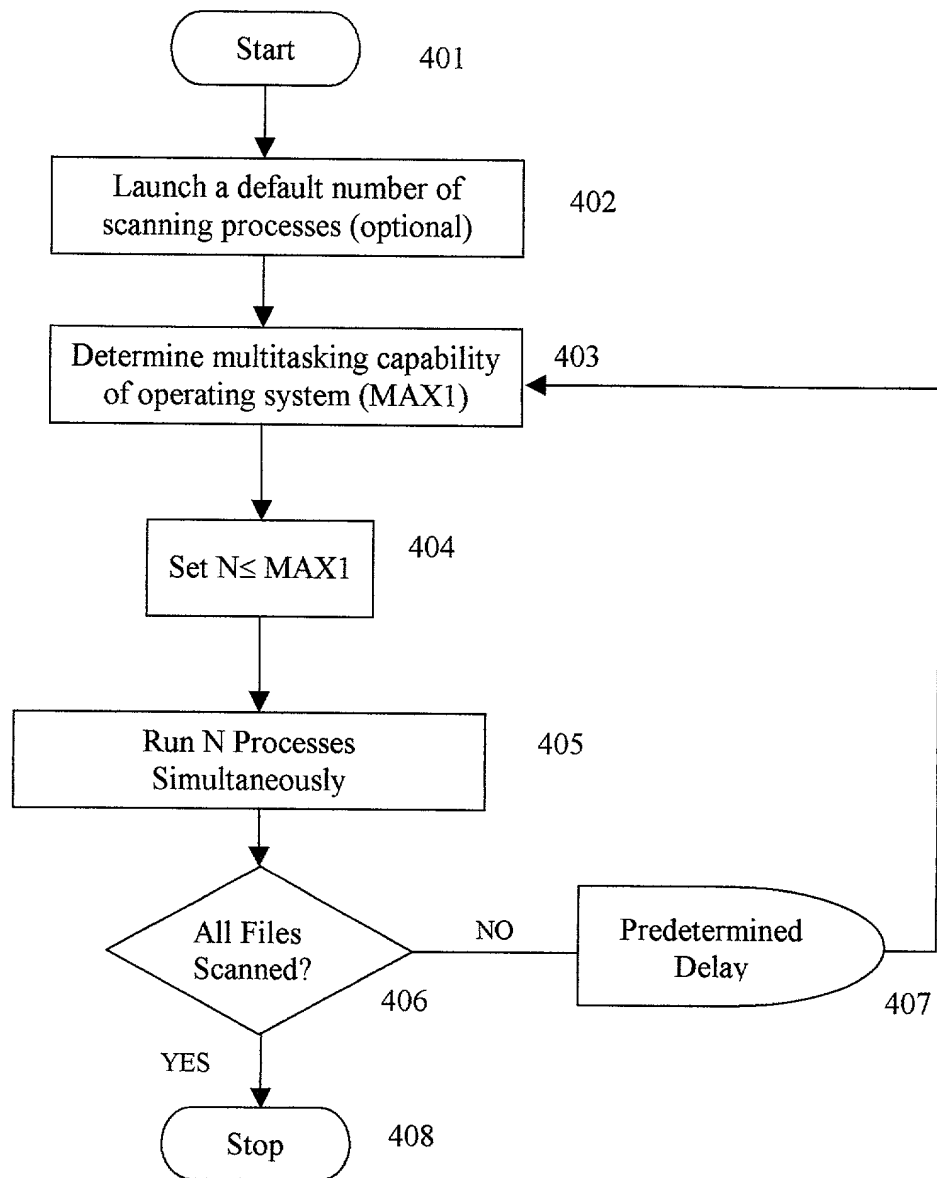 Start
401
Launch a default number of
scanning processes (optional)
402
Determine multitasking capability
of operating system (MAX1)
403
Set N≤ MAX1
404
Run N Processes
Simultaneously
405
All Files
Scanned?
406
NO
Predetermined
Delay
407
YES
Stop
408